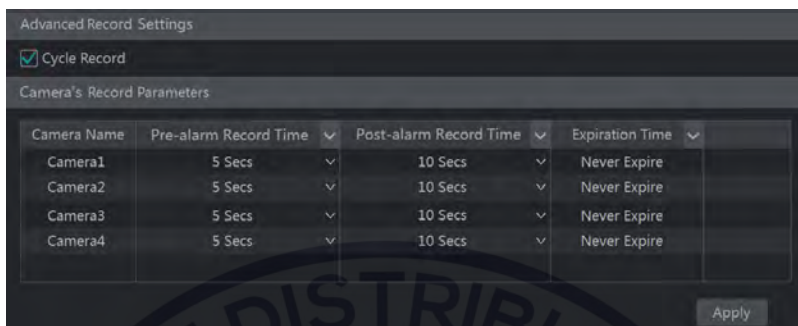 Advanced Record Settings
Cycle Record
Camera's Record Parameters
Camera Name Pre-alarm Record Time Post-alarm Record Time Expiration Time
Camera1 5 Secs 10 Secs Never Expire
Camera2 5 Secs 10 Secs Never Expire
Camera3 5 Secs 10 Secs Never Expire
Camera4 5 Secs 10 Secs Never Expire
Apply